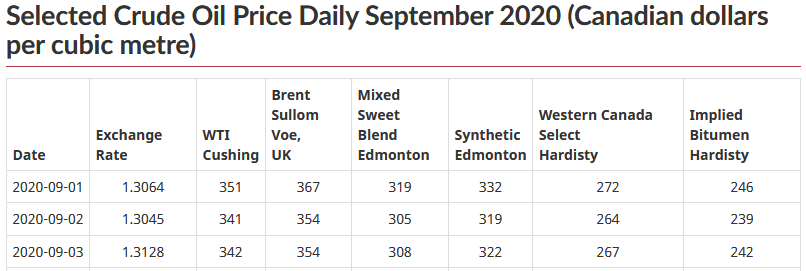 Selected Crude Oil Price Daily September 2020 (Canadian dollars
per cubic metre)
Date Exchange Rate WTI Cushing Brent Sullom Voe, UK Mixed Sweet Blend Edmonton Synthetic Edmonton Western Canada Select Hardisty Implied Bitumen Hardisty
2020-09-01 1.3064 351 367 319 332 272 246
2020-09-02 1.3045 341 354 305 319 264 239
2020-09-03 1.3128 342 354 308 322 267 242